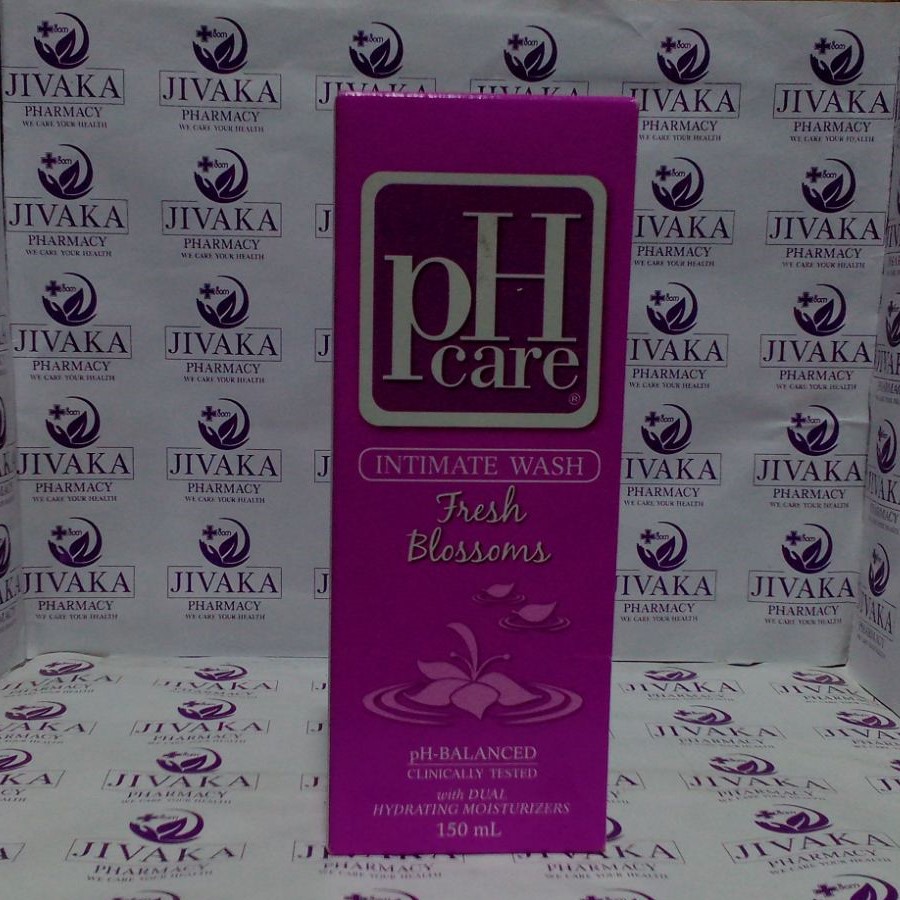 pH
care
®
INTIMATE WASH
Fresh
Blossoms
pH-BALANCED
CLINICALLY TESTED
with DUAL
HYDRATING MOISTURIZERS
150 mL
JIVAKA
PHARMACY
WE CARE YOUR HEALTH